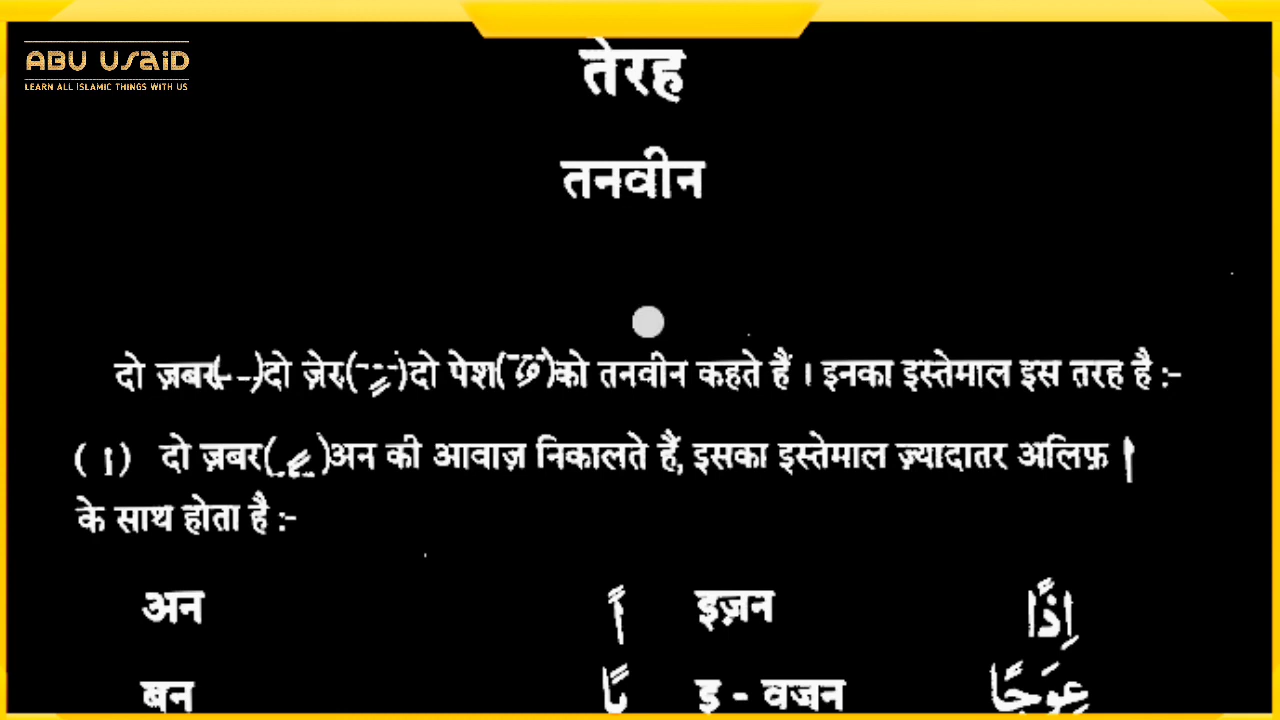 ABU USAID
LEARN ALL ISLAMIC THINGS WITH US
तेरह
तनवीन
दो ज़बर(--)दो ज़ेर(--)दो पेश( )को तनवीन कहते हैं । इनका इस्तेमाल इस तरह है :-
( 1 ) दो ज़बर( ً )अन की आवाज़ निकालते हैं, इसका इस्तेमाल ज़्यादातर अलिफ़ ا
के साथ होता है :-
अन اً इज़न اِذًا
बन بًا इ - वजन عِوَجًا